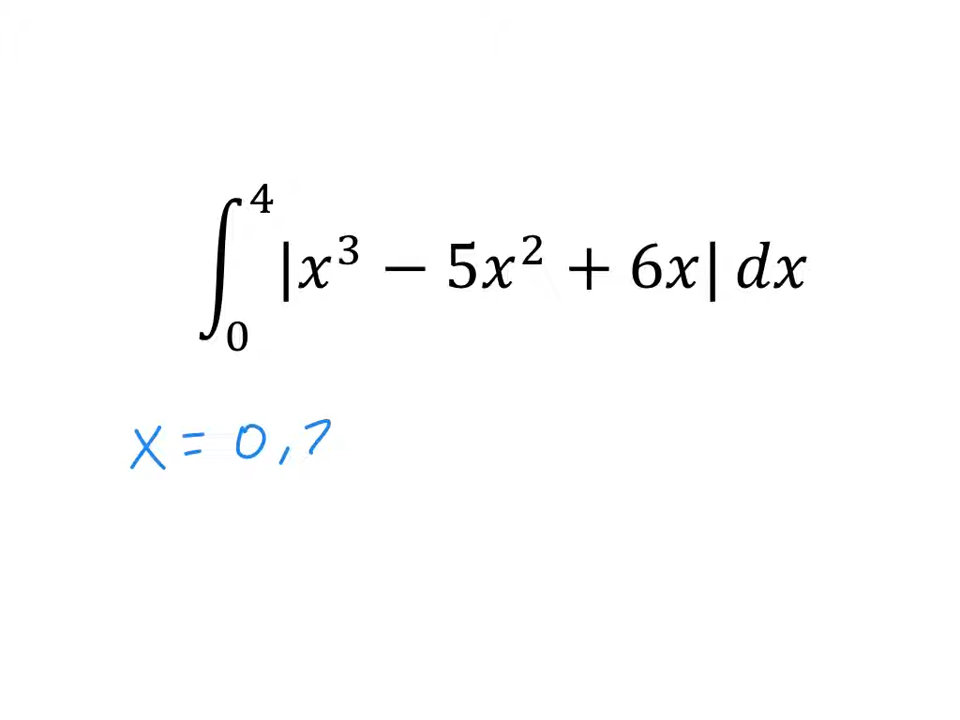 ∫₀⁴ |x³ − 5x² + 6x| dx
x = 0,?